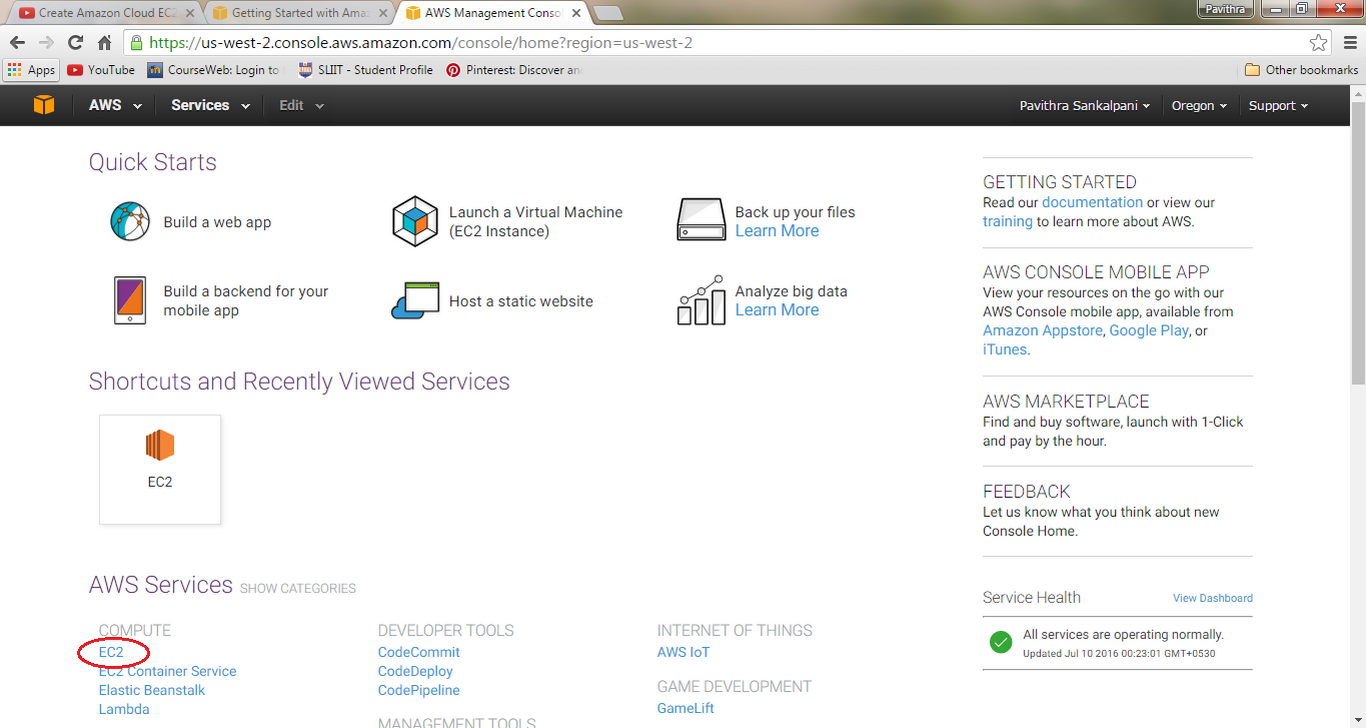 Create Amazon Cloud EC2
Getting Started with Amaz
AWS Management Conso
Pavithra
https://us-west-2.console.aws.amazon.com/console/home?region=us-west-2
Apps
YouTube
CourseWeb: Login to
SLIIT - Student Profile
Pinterest: Discover an
Other bookmarks
AWS
Services
Edit
Pavithra Sankalpani
Oregon
Support
Quick Starts
Build a web app
Launch a Virtual Machine
(EC2 Instance)
Back up your files
Learn More
Build a backend for your
mobile app
Host a static website
Analyze big data
Learn More
Shortcuts and Recently Viewed Services
EC2
AWS Services SHOW CATEGORIES
COMPUTE
EC2
EC2 Container Service
Elastic Beanstalk
Lambda
DEVELOPER TOOLS
CodeCommit
CodeDeploy
CodePipeline
MANAGEMENT TOOLS
INTERNET OF THINGS
AWS IoT
GAME DEVELOPMENT
GameLift
GETTING STARTED
Read our documentation or view our
training to learn more about AWS.
AWS CONSOLE MOBILE APP
View your resources on the go with our
AWS Console mobile app, available from
Amazon Appstore, Google Play, or
iTunes.
AWS MARKETPLACE
Find and buy software, launch with 1-Click
and pay by the hour.
FEEDBACK
Let us know what you think about new
Console Home.
Service Health
View Dashboard
All services are operating normally.
Updated Jul 10 2016 00:23:01 GMT+0530